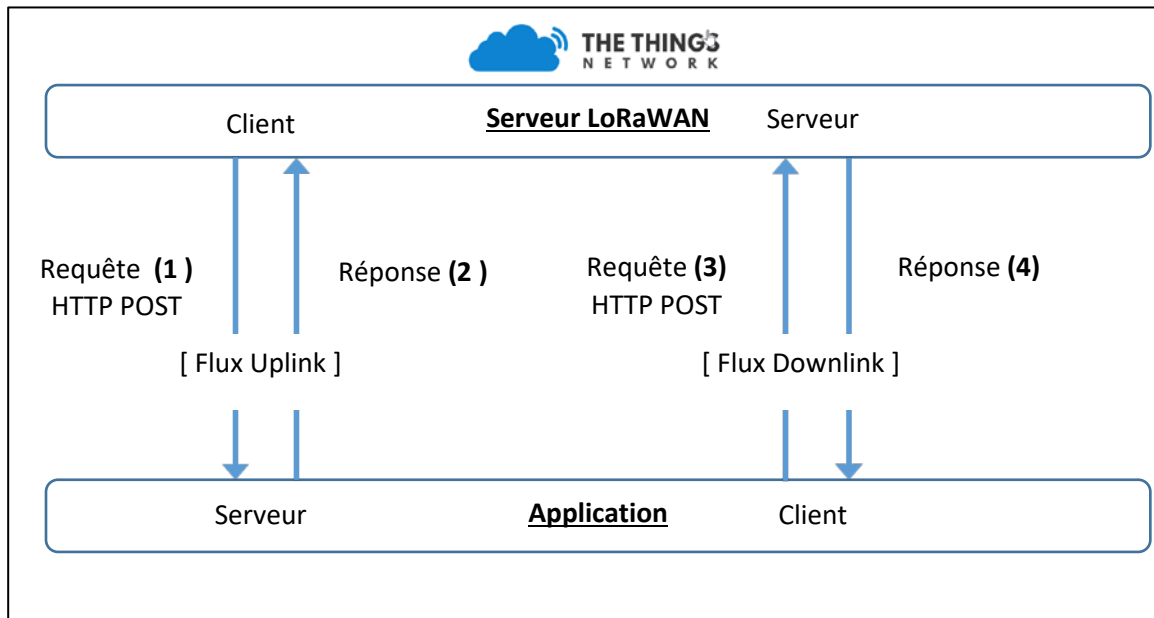 THE THINGS
NETWORK
Client
Serveur LoRaWAN
Serveur
Requête (1 )
HTTP POST
Réponse (2 )
Requête (3)
HTTP POST
Réponse (4)
[ Flux Uplink ]
[ Flux Downlink ]
Serveur
Application
Client